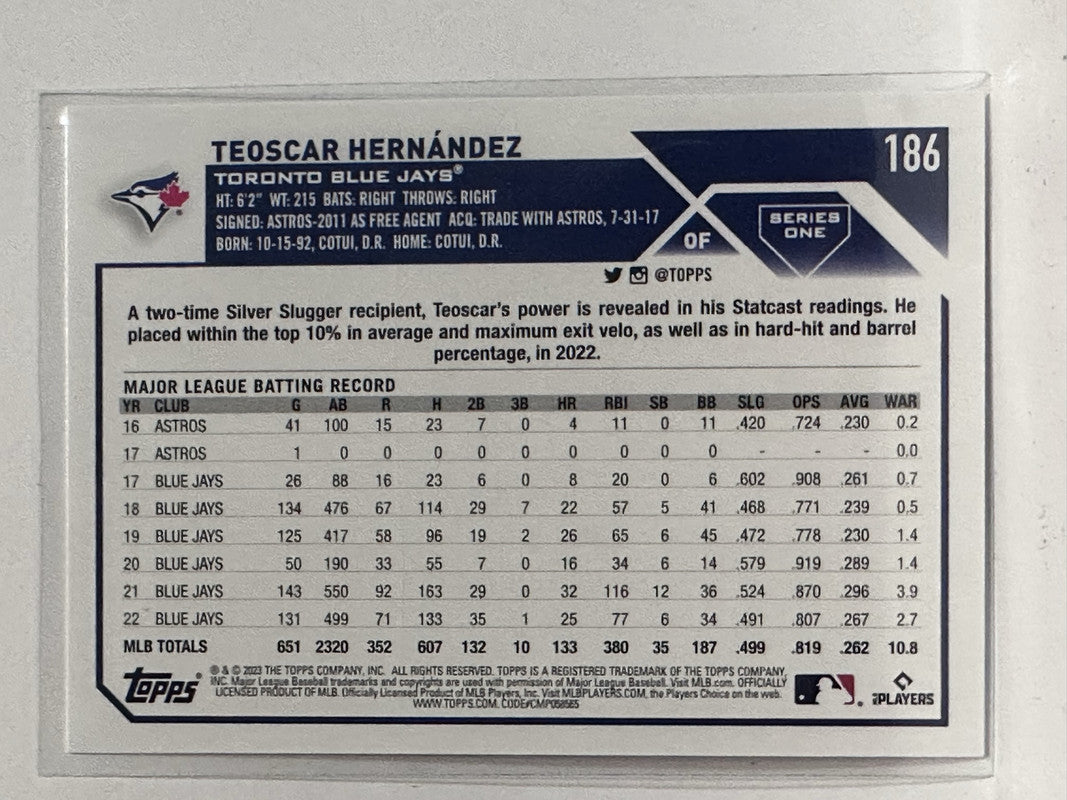 TEOSCAR HERNÁNDEZ
186
TORONTO BLUE JAYS®
HT: 6'2" WT: 215 BATS: RIGHT THROWS: RIGHT
SIGNED: ASTROS-2011 AS FREE AGENT ACQ: TRADE WITH ASTROS, 7-31-17
BORN: 10-15-92, COTUI, D.R. HOME: COTUI, D.R.
OF
SERIES
ONE
@TOPPS
A two-time Silver Slugger recipient, Teoscar's power is revealed in his Statcast readings. He
placed within the top 10% in average and maximum exit velo, as well as in hard-hit and barrel
percentage, in 2022.
MAJOR LEAGUE BATTING RECORD
YR CLUB G AB R H 2B 3B HR RBI SB BB SLG OPS AVG WAR
16 ASTROS 41 100 15 23 7 0 4 11 0 11 .420 .724 .230 0.2
17 ASTROS 1 0 0 0 0 0 0 0 0 0 - - - 0.0
17 BLUE JAYS 26 88 16 23 6 0 8 20 0 6 .602 .908 .261 0.7
18 BLUE JAYS 134 476 67 114 29 7 22 57 5 41 .468 .771 .239 0.5
19 BLUE JAYS 125 417 58 96 19 2 26 65 6 45 .472 .778 .230 1.4
20 BLUE JAYS 50 190 33 55 7 0 16 34 6 14 .579 .919 .289 1.4
21 BLUE JAYS 143 550 92 163 29 0 32 116 12 36 .524 .870 .296 3.9
22 BLUE JAYS 131 499 71 133 35 1 25 77 6 34 .491 .807 .267 2.7
MLB TOTALS 651 2320 352 607 132 10 133 380 35 187 .499 .819 .262 10.8
Topps®
® & © 2023 THE TOPPS COMPANY, INC. ALL RIGHTS RESERVED. TOPPS IS A REGISTERED TRADEMARK OF THE TOPPS COMPANY,
INC. Major League Baseball trademarks and copyrights are used with permission of Major League Baseball. Visit MLB.com. OFFICIALLY
LICENSED PRODUCT OF MLB. Officially Licensed Product of MLB Players, Inc. Visit MLBPLAYERS.COM, the Players Choice on the web.
WWW.TOPPS.COM. CODE#CMP058565
PLAYERS